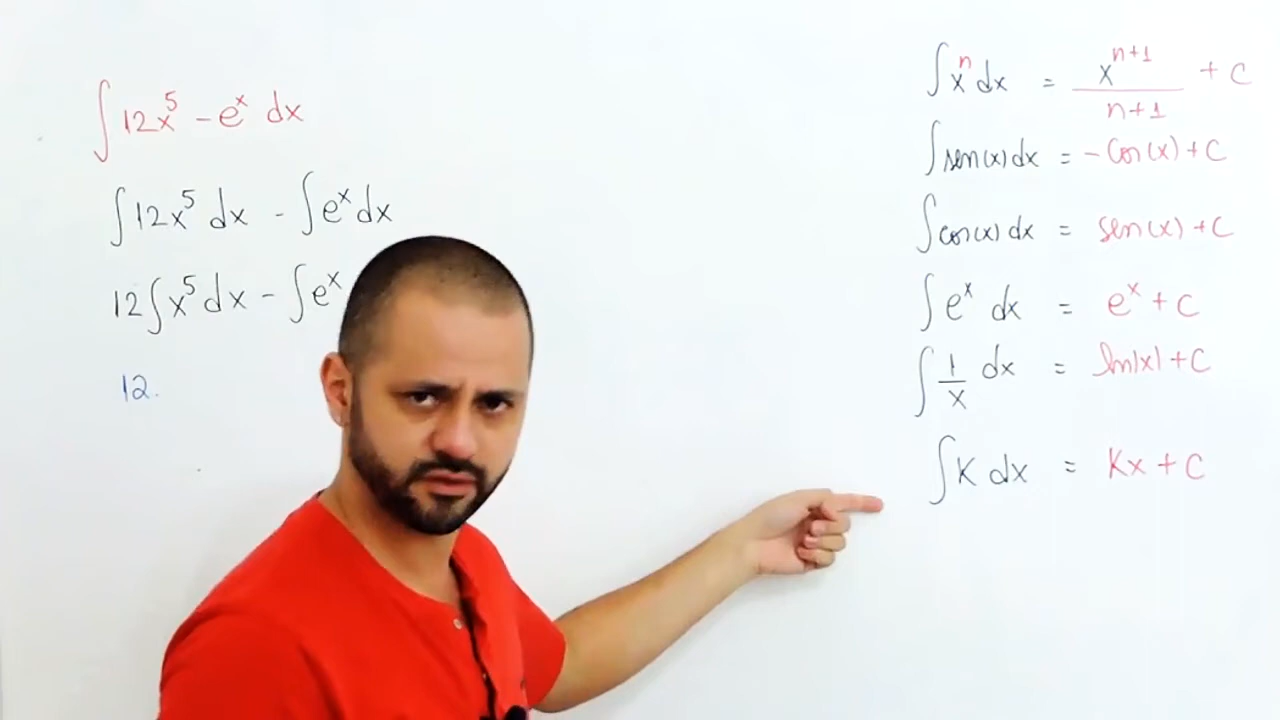 ∫12x⁵ - eˣ dx
∫12x⁵ dx - ∫eˣ dx
12∫x⁵ dx - ∫eˣ
12.
∫xⁿ dx = xⁿ⁺¹/n+1 + C
∫sen(x) dx = -cos(x) + C
∫cos(x) dx = sen(x) + C
∫eˣ dx = eˣ + C
∫1/x dx = ln|x| + C
∫K dx = Kx + C